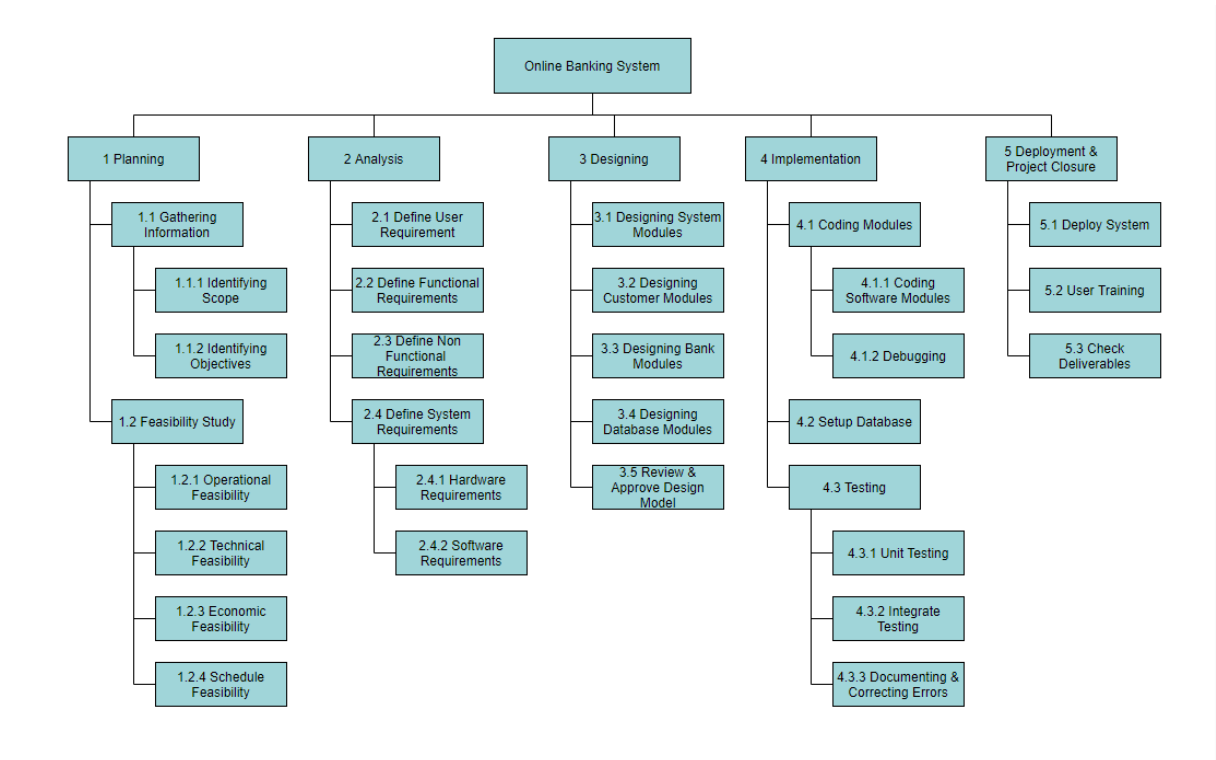 Online Banking System
1 Planning
2 Analysis
3 Designing
4 Implementation
5 Deployment &
Project Closure
1.1 Gathering
Information
1.1.1 Identifying
Scope
1.1.2 Identifying
Objectives
1.2 Feasibility Study
1.2.1 Operational
Feasibility
1.2.2 Technical
Feasibility
1.2.3 Economic
Feasibility
1.2.4 Schedule
Feasibility
2.1 Define User
Requirement
2.2 Define Functional
Requirements
2.3 Define Non
Functional
Requirements
2.4 Define System
Requirements
2.4.1 Hardware
Requirements
2.4.2 Software
Requirements
3.1 Designing System
Modules
3.2 Designing
Customer Modules
3.3 Designing Bank
Modules
3.4 Designing
Database Modules
3.5 Review &
Approve Design
Model
4.1 Coding Modules
4.1.1 Coding
Software Modules
4.1.2 Debugging
4.2 Setup Database
4.3 Testing
4.3.1 Unit Testing
4.3.2 Integrate
Testing
4.3.3 Documenting &
Correcting Errors
5.1 Deploy System
5.2 User Training
5.3 Check
Deliverables